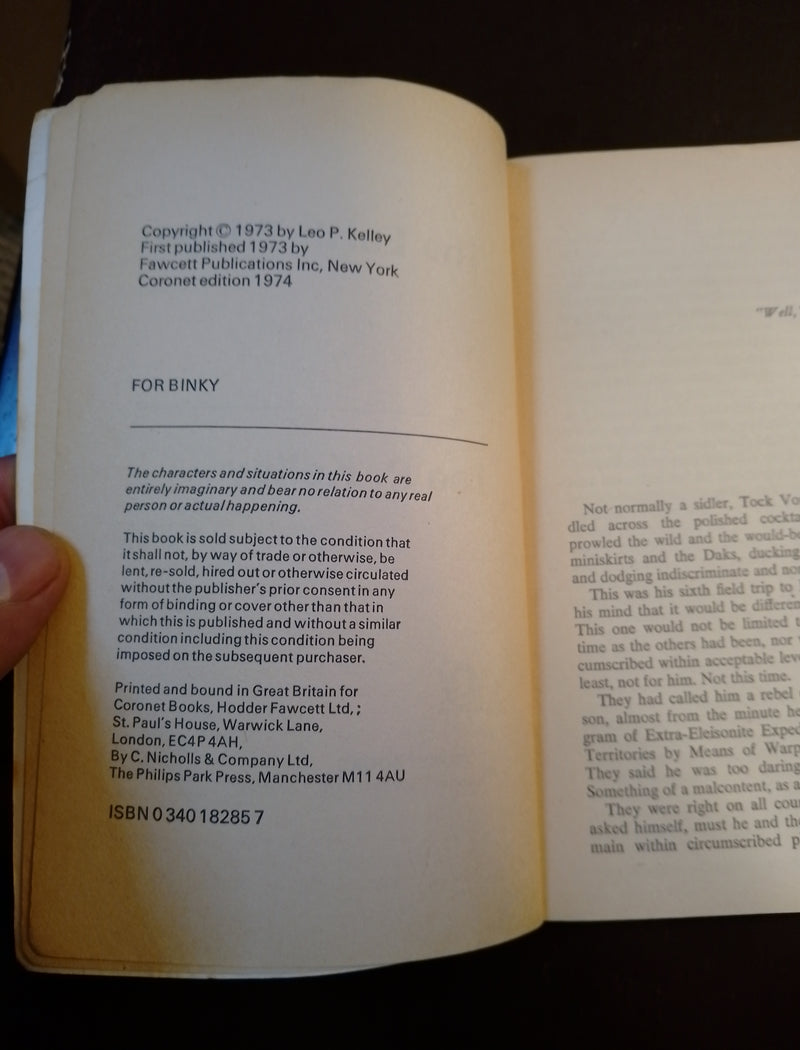 Copyright © 1973 by Leo P. Kelley
First published 1973 by
Fawcett Publications Inc, New York
Coronet edition 1974
FOR BINKY
The characters and situations in this book are
entirely imaginary and bear no relation to any real
person or actual happening.
This book is sold subject to the condition that
it shall not, by way of trade or otherwise, be
lent, re-sold, hired out or otherwise circulated
without the publisher's prior consent in any
form of binding or cover other than that in
which this is published and without a similar
condition including this condition being
imposed on the subsequent purchaser.
Printed and bound in Great Britain for
Coronet Books, Hodder Fawcett Ltd, ;
St. Paul's House, Warwick Lane,
London, EC4P 4AH,
By C. Nicholls & Company Ltd,
The Philips Park Press, Manchester M11 4AU
ISBN 0 340 18285 7
"Well,
Not normally a sidler, Tock
dled across the polished
prowled the wild and the
miniskirts and the Daks, ducking
and dodging indiscriminate and
This was his sixth field trip to
his mind that it would be
This one would not be limited
time as the others had been, nor
cumscribed within acceptable
least, not for him. Not this time.
They had called him a rebel
son, almost from the minute
gram of Extra-Eleisonite
Territories by Means of
They said he was too daring
Something of a malcontent, as
They were right on all
asked himself, must he and
main within circumscribed